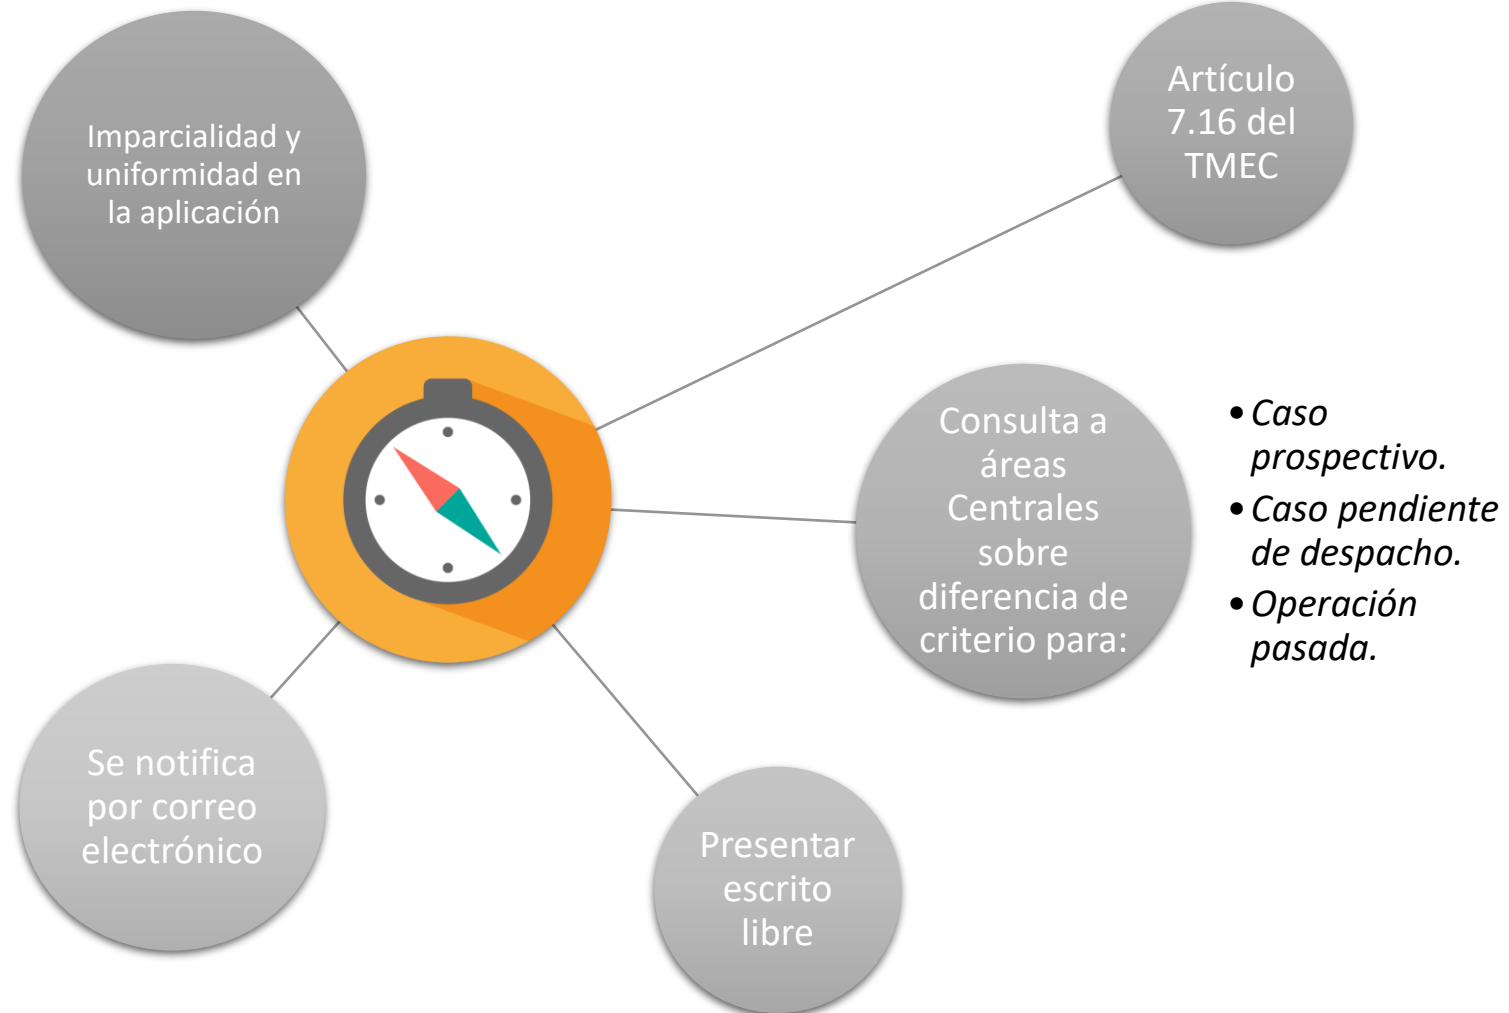 Imparcialidad y
uniformidad en
la aplicación
Artículo
7.16 del
TMEC
Consulta a
áreas
Centrales
sobre
diferencia de
criterio para:
• Caso
prospectivo.
• Caso pendiente
de despacho.
• Operación
pasada.
Se notifica
por correo
electrónico
Presentar
escrito
libre